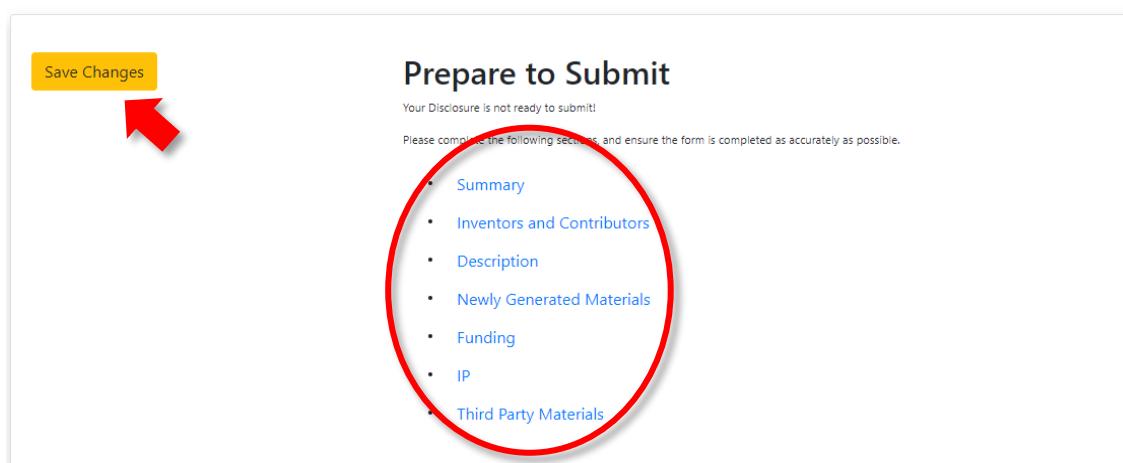 Save Changes
Prepare to Submit
Your Disclosure is not ready to submit!
Please complete the following sections, and ensure the form is completed as accurately as possible.
• Summary
• Inventors and Contributors
• Description
• Newly Generated Materials
• Funding
• IP
• Third Party Materials